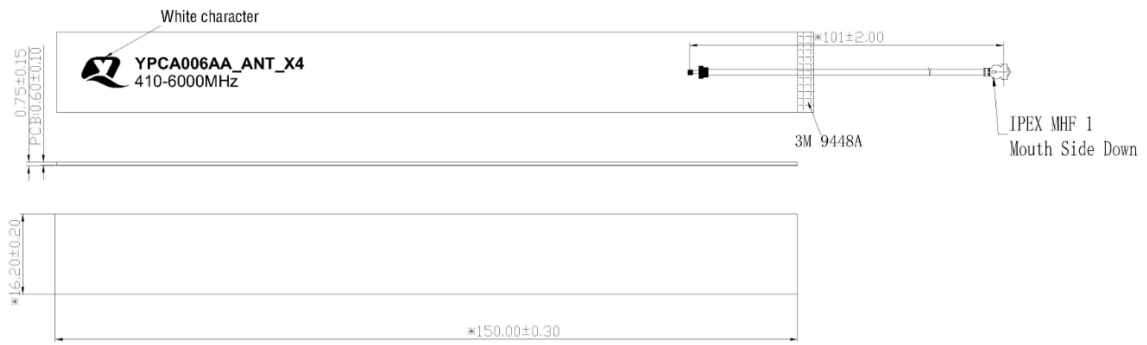 White character
*101±2.00
YPCA006AA_ANT_X4
410-6000MHz
0.75±0.15
PCB:0.60±0.10
3M 9448A
IPEX MHF 1
Mouth Side Down
*16.20±0.20
*150.00±0.30